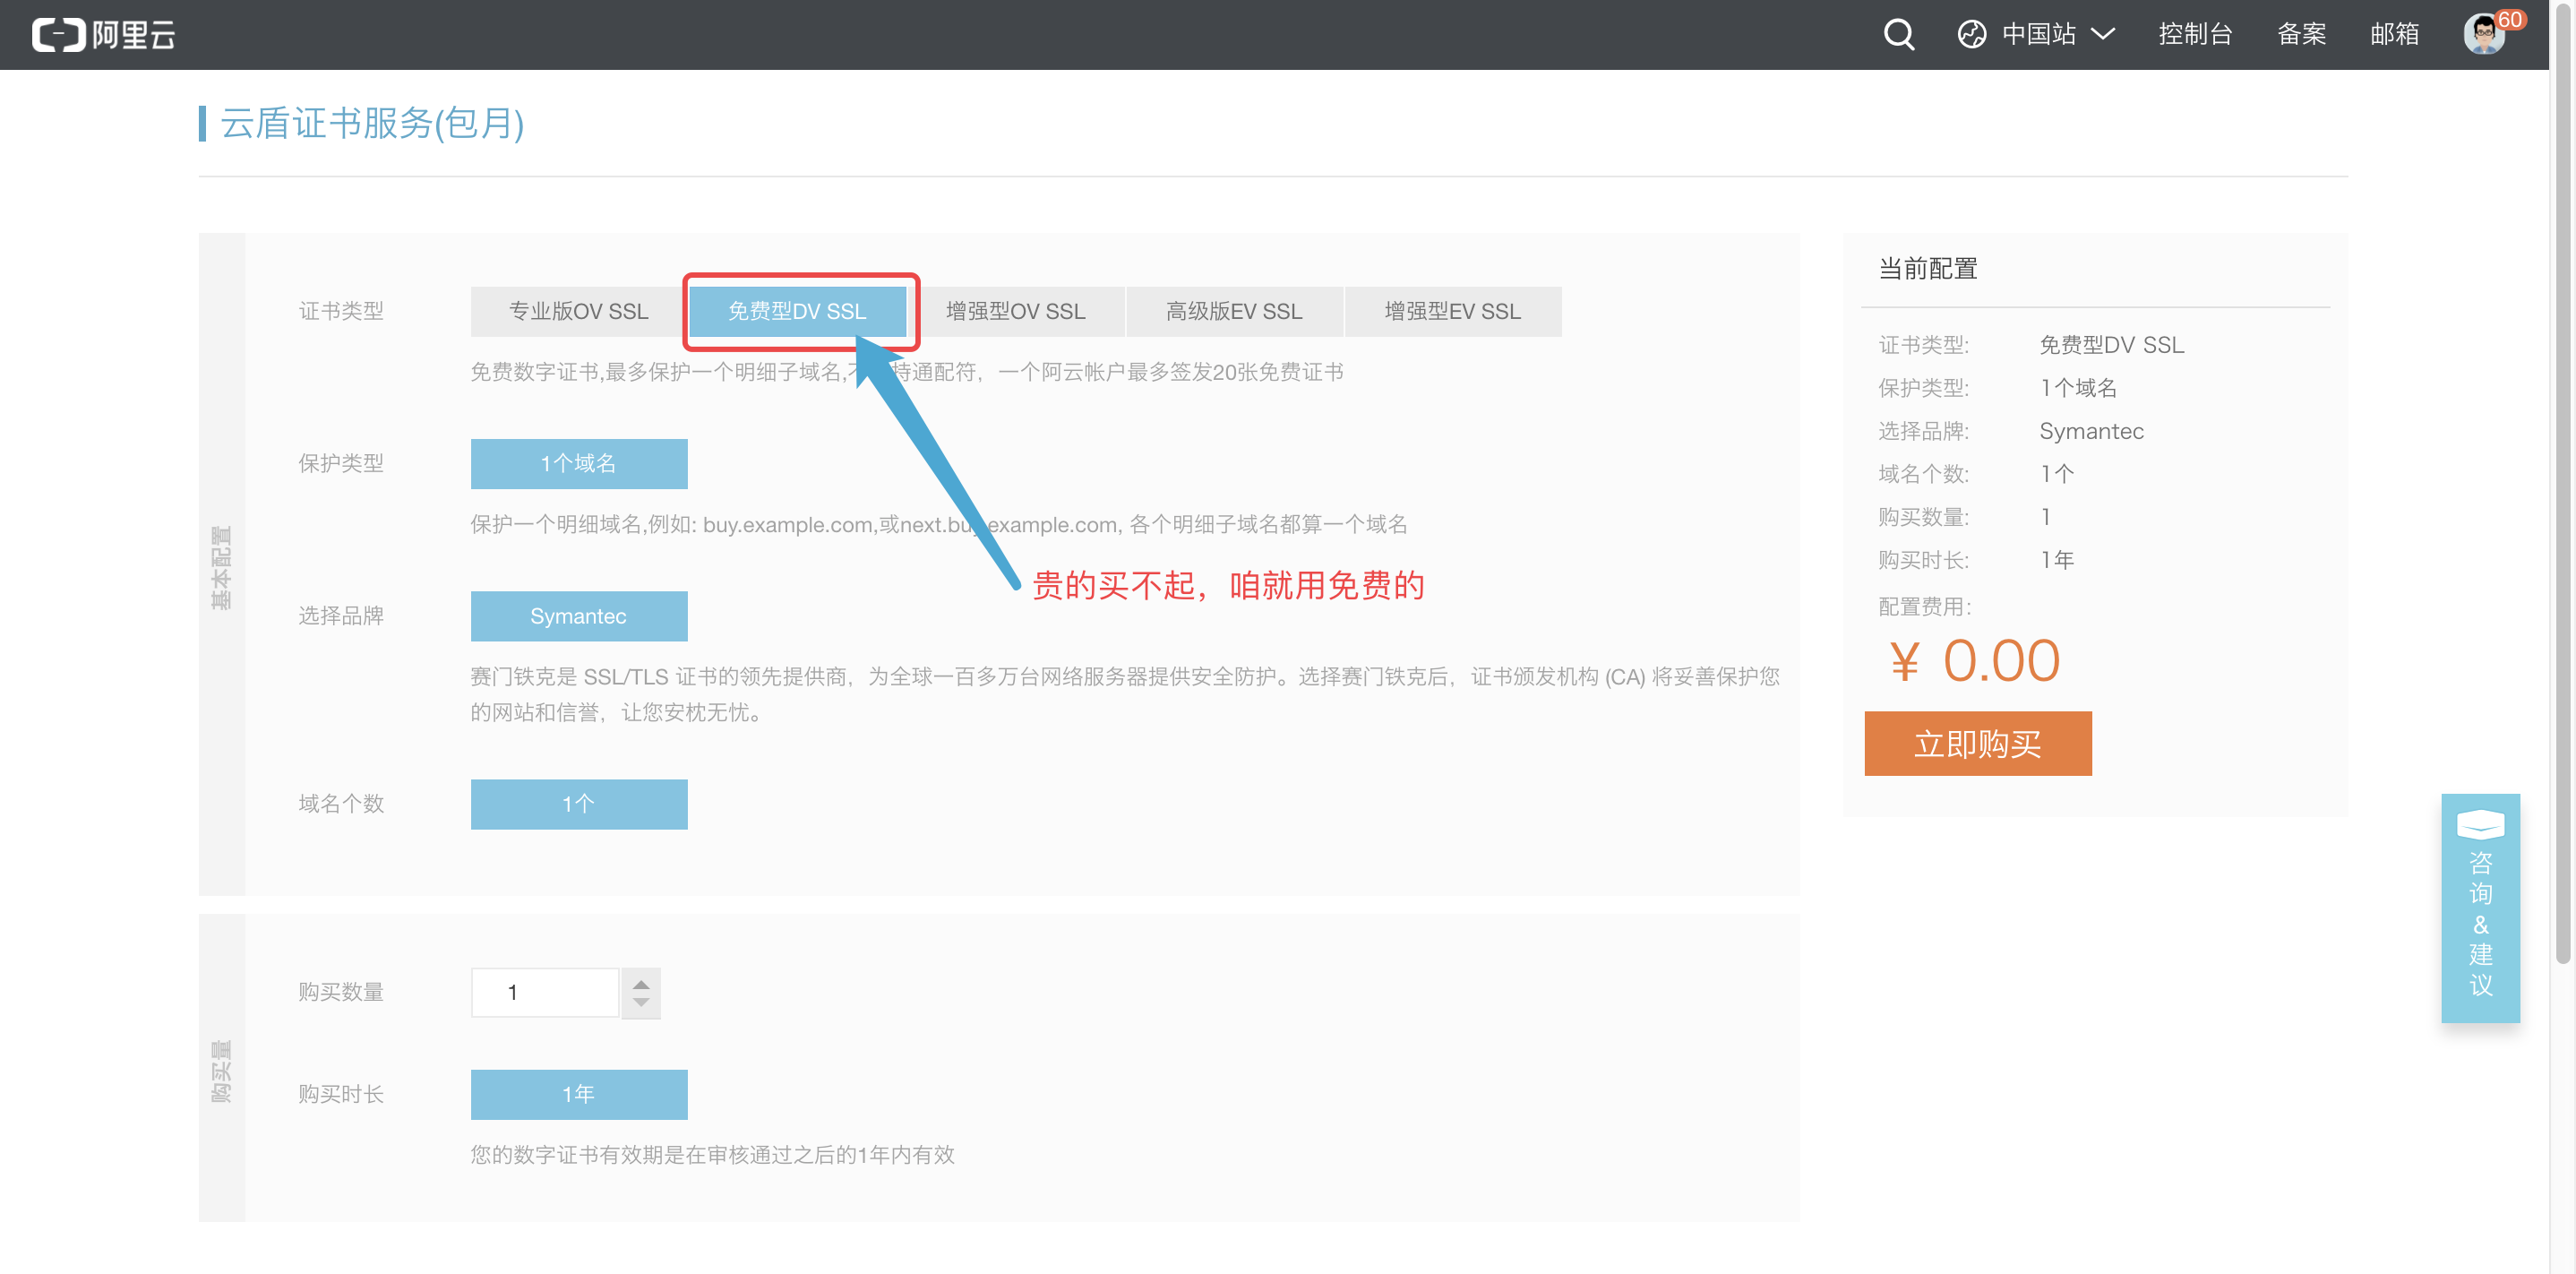 阿里云
中国站
控制台
备案
邮箱
60
云盾证书服务(包月)
基本配置
证书类型
专业版OV SSL
免费型DV SSL
增强型OV SSL
高级版EV SSL
增强型EV SSL
免费数字证书,最多保护一个明细子域名,不 持通配符，一个阿云帐户最多签发20张免费证书
保护类型
1个域名
保护一个明细域名,例如: buy.example.com,或next.buy.example.com, 各个明细子域名都算一个域名
贵的买不起，咱就用免费的
选择品牌
Symantec
赛门铁克是 SSL/TLS 证书的领先提供商，为全球一百多万台网络服务器提供安全防护。选择赛门铁克后，证书颁发机构 (CA) 将妥善保护您
的网站和信誉，让您安枕无忧。
域名个数
1个
购买量
购买数量
1
购买时长
1年
您的数字证书有效期是在审核通过之后的1年内有效
当前配置
证书类型: 免费型DV SSL
保护类型: 1个域名
选择品牌: Symantec
域名个数: 1个
购买数量: 1
购买时长: 1年
配置费用:
¥ 0.00
立即购买
咨
询
&
建
议